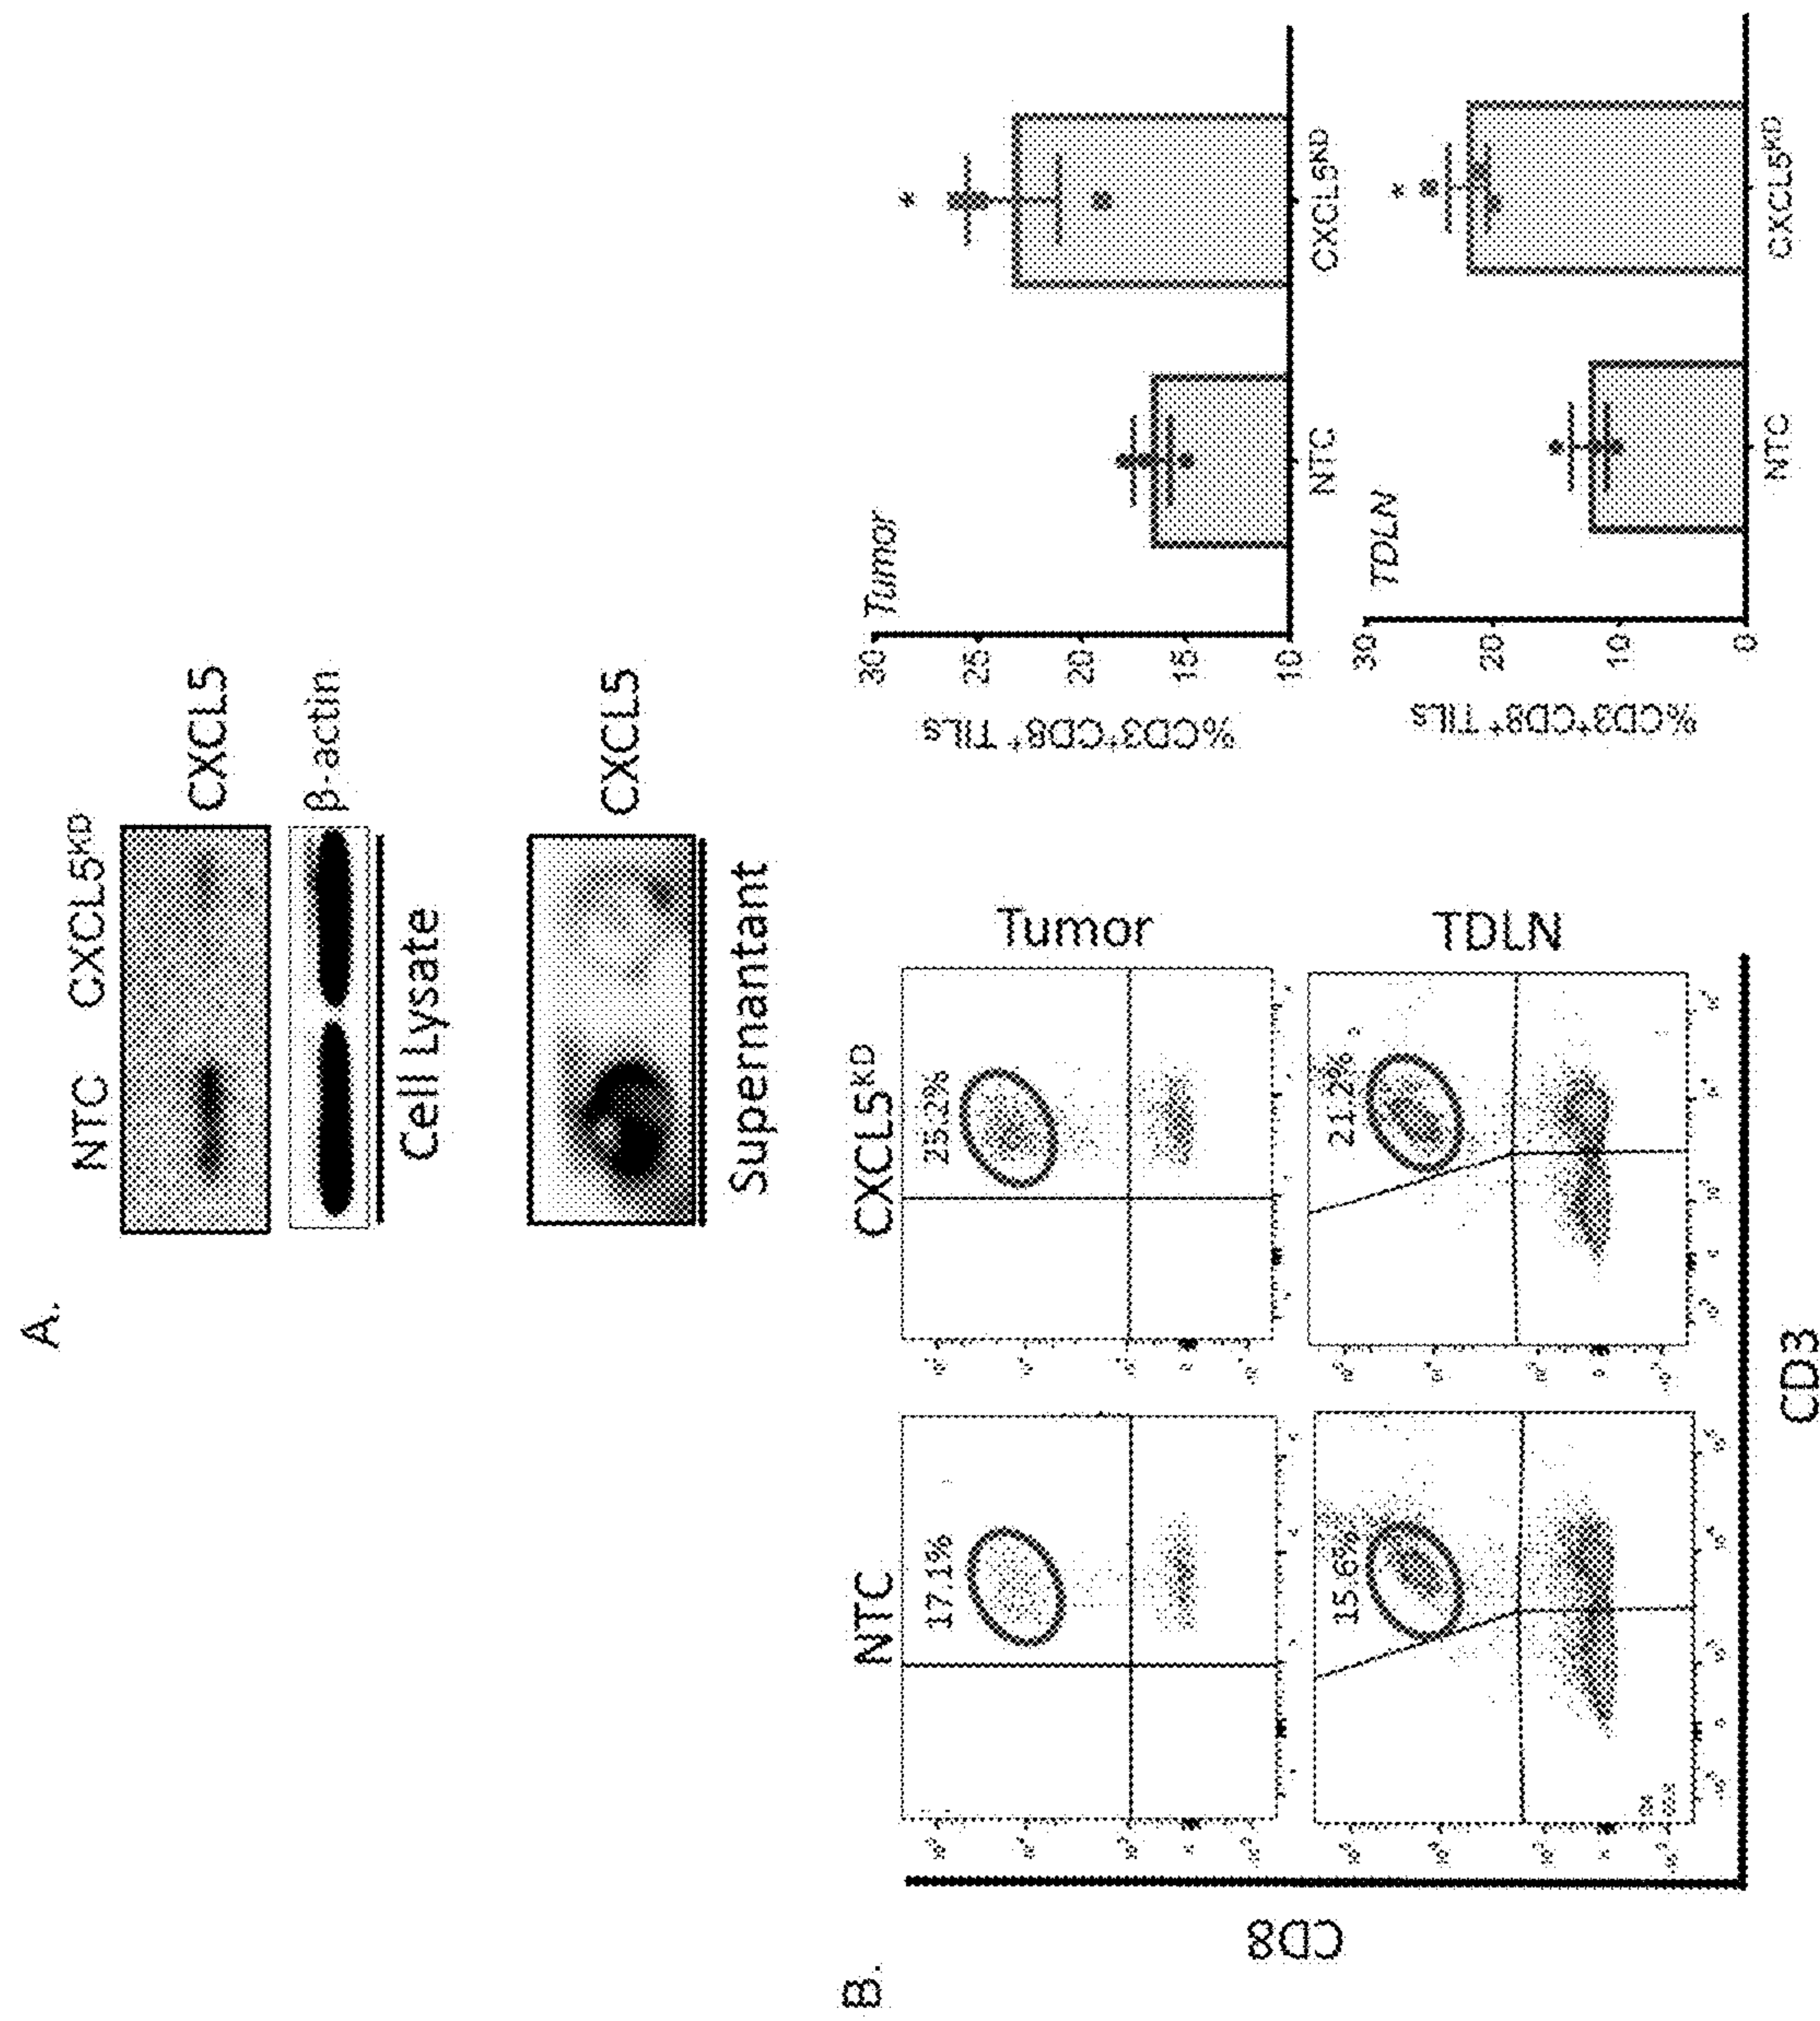 A.
NTC CXCL5KD
CXCL5
β-actin
Cell Lysate
CXCL5
Supernantant
B.
NTC CXCL5KD
17.1% 25.2%
Tumor
15.6% 21.2%
TDLN
CD8
CD3
Tumor
%CD3+CD8+ TILs
30
25
20
15
10
*
NTC CXCL5KD
TDLN
%CD3+CD8+ TILs
30
20
10
0
*
NTC CXCL5KD